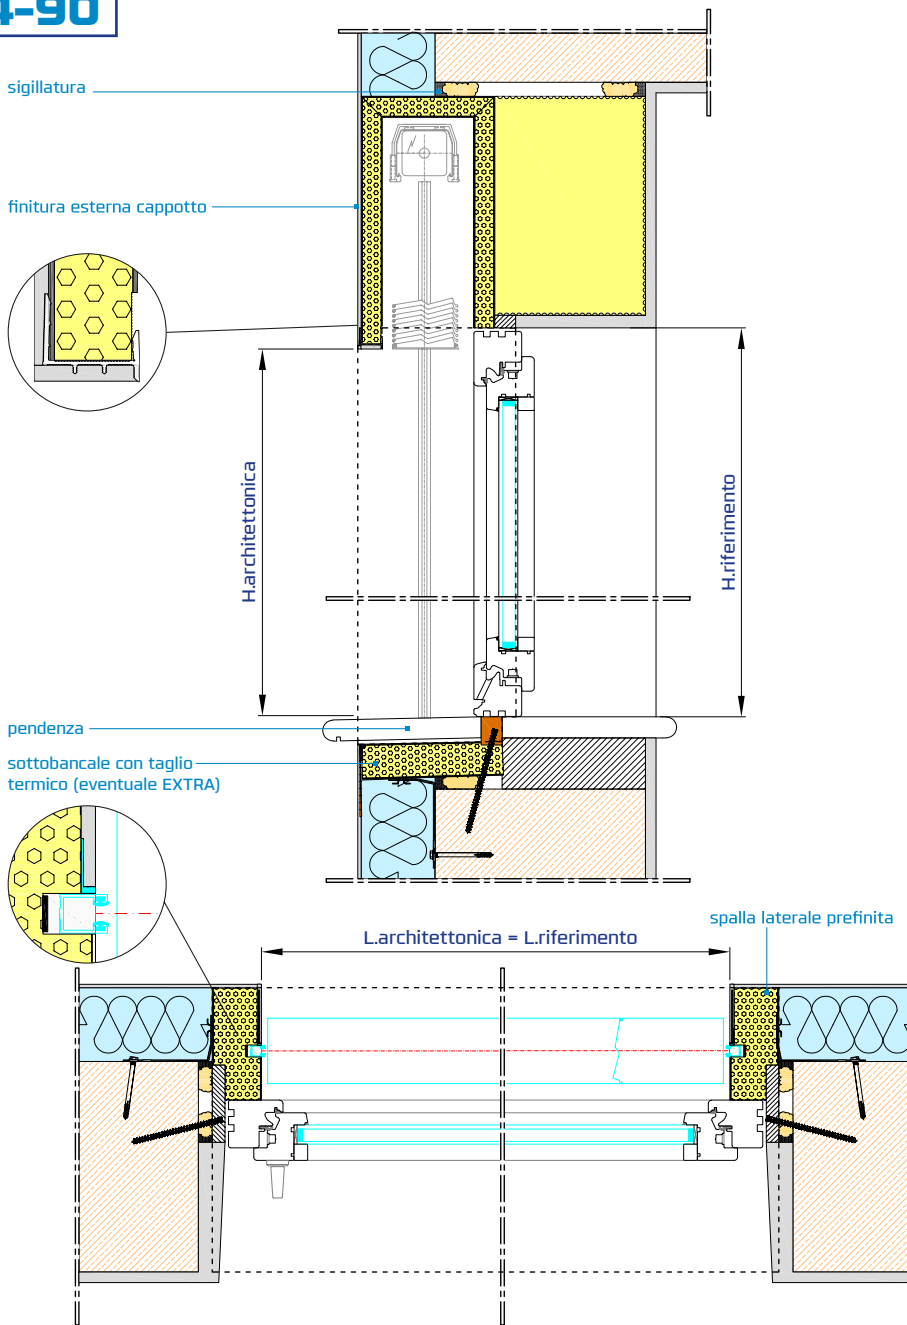 4-90
sigillatura
finitura esterna cappotto
H.architettonica
H.riferimento
pendenza
sottobancale con taglio
termico (eventuale EXTRA)
L.architettonica = L.riferimento
spalla laterale prefinita